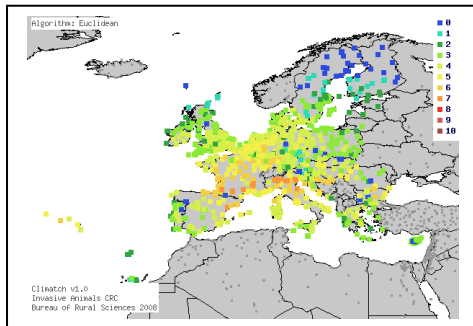 Algorithm: Euclidean
0
1
2
3
4
5
6
7
8
9
10
Climatch v1.0
Invasive Animals CRC
Bureau of Rural Sciences 2008